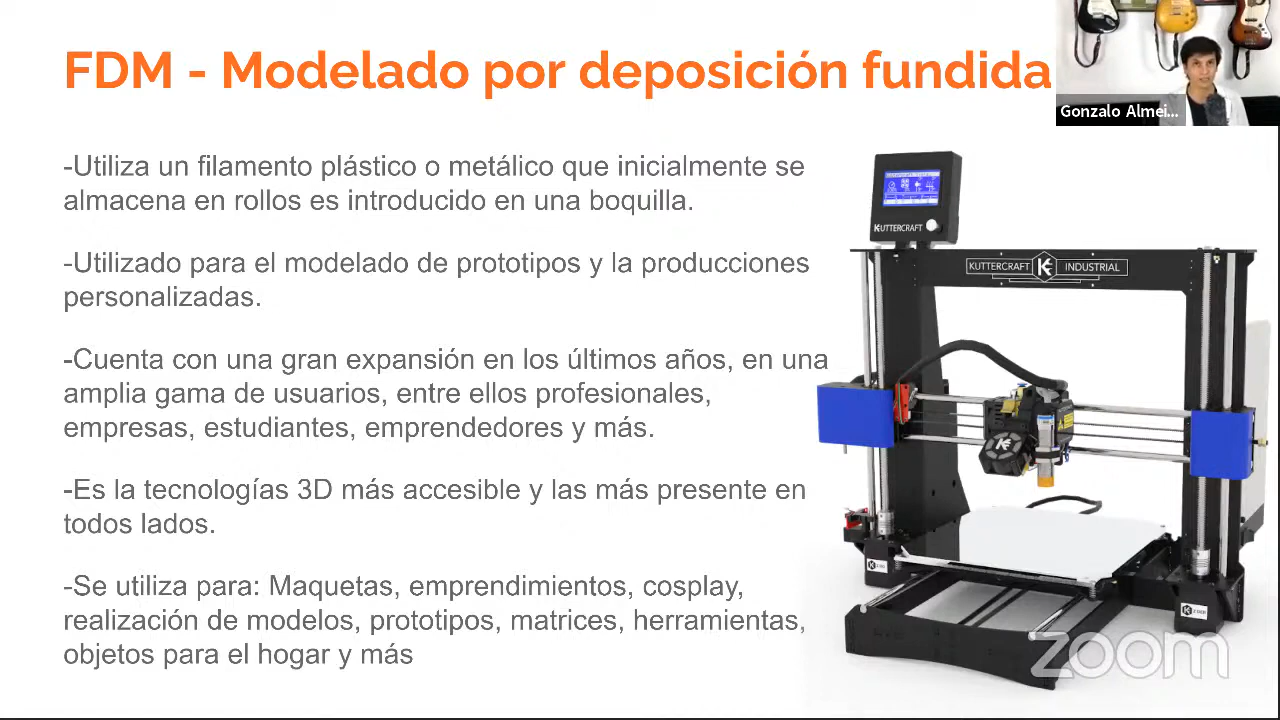 FDM - Modelado por deposición fundida
Gonzalo Almei...
-Utiliza un filamento plástico o metálico que inicialmente se
almacena en rollos es introducido en una boquilla.
-Utilizado para el modelado de prototipos y la producciones
personalizadas.
-Cuenta con una gran expansión en los últimos años, en una
amplia gama de usuarios, entre ellos profesionales,
empresas, estudiantes, emprendedores y más.
-Es la tecnologías 3D más accesible y las más presente en
todos lados.
-Se utiliza para: Maquetas, emprendimientos, cosplay,
realización de modelos, prototipos, matrices, herramientas,
objetos para el hogar y más
KUTTERCRAFT
KUTTERCRAFT K INDUSTRIAL
zoom